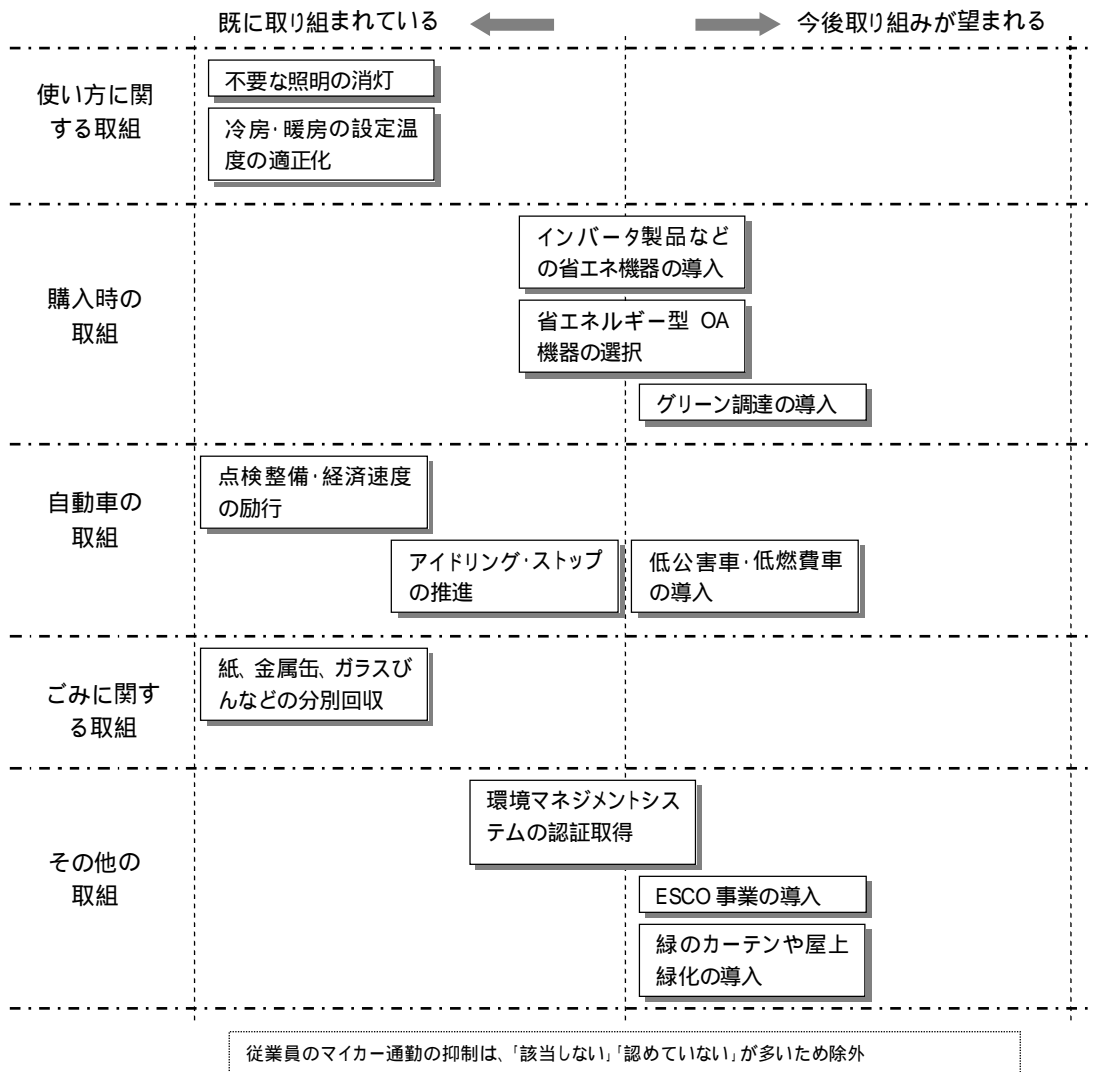 既に取り組まれている
今後取り組みが望まれる
使い方に関
する取組
不要な照明の消灯
冷房・暖房の設定温
度の適正化
購入時の
取組
インバータ製品など
の省エネ機器の導入
省エネルギー型 OA
機器の選択
グリーン調達の導入
自動車の
取組
点検整備・経済速度
の励行
アイドリング・ストップ
の推進
低公害車・低燃費車
の導入
ごみに関す
る取組
紙、金属缶、ガラスび
んなどの分別回収
その他の
取組
環境マネジメントシス
テムの認証取得
ESCO 事業の導入
緑のカーテンや屋上
緑化の導入
従業員のマイカー通勤の抑制は、「該当しない」「認めていない」が多いため除外